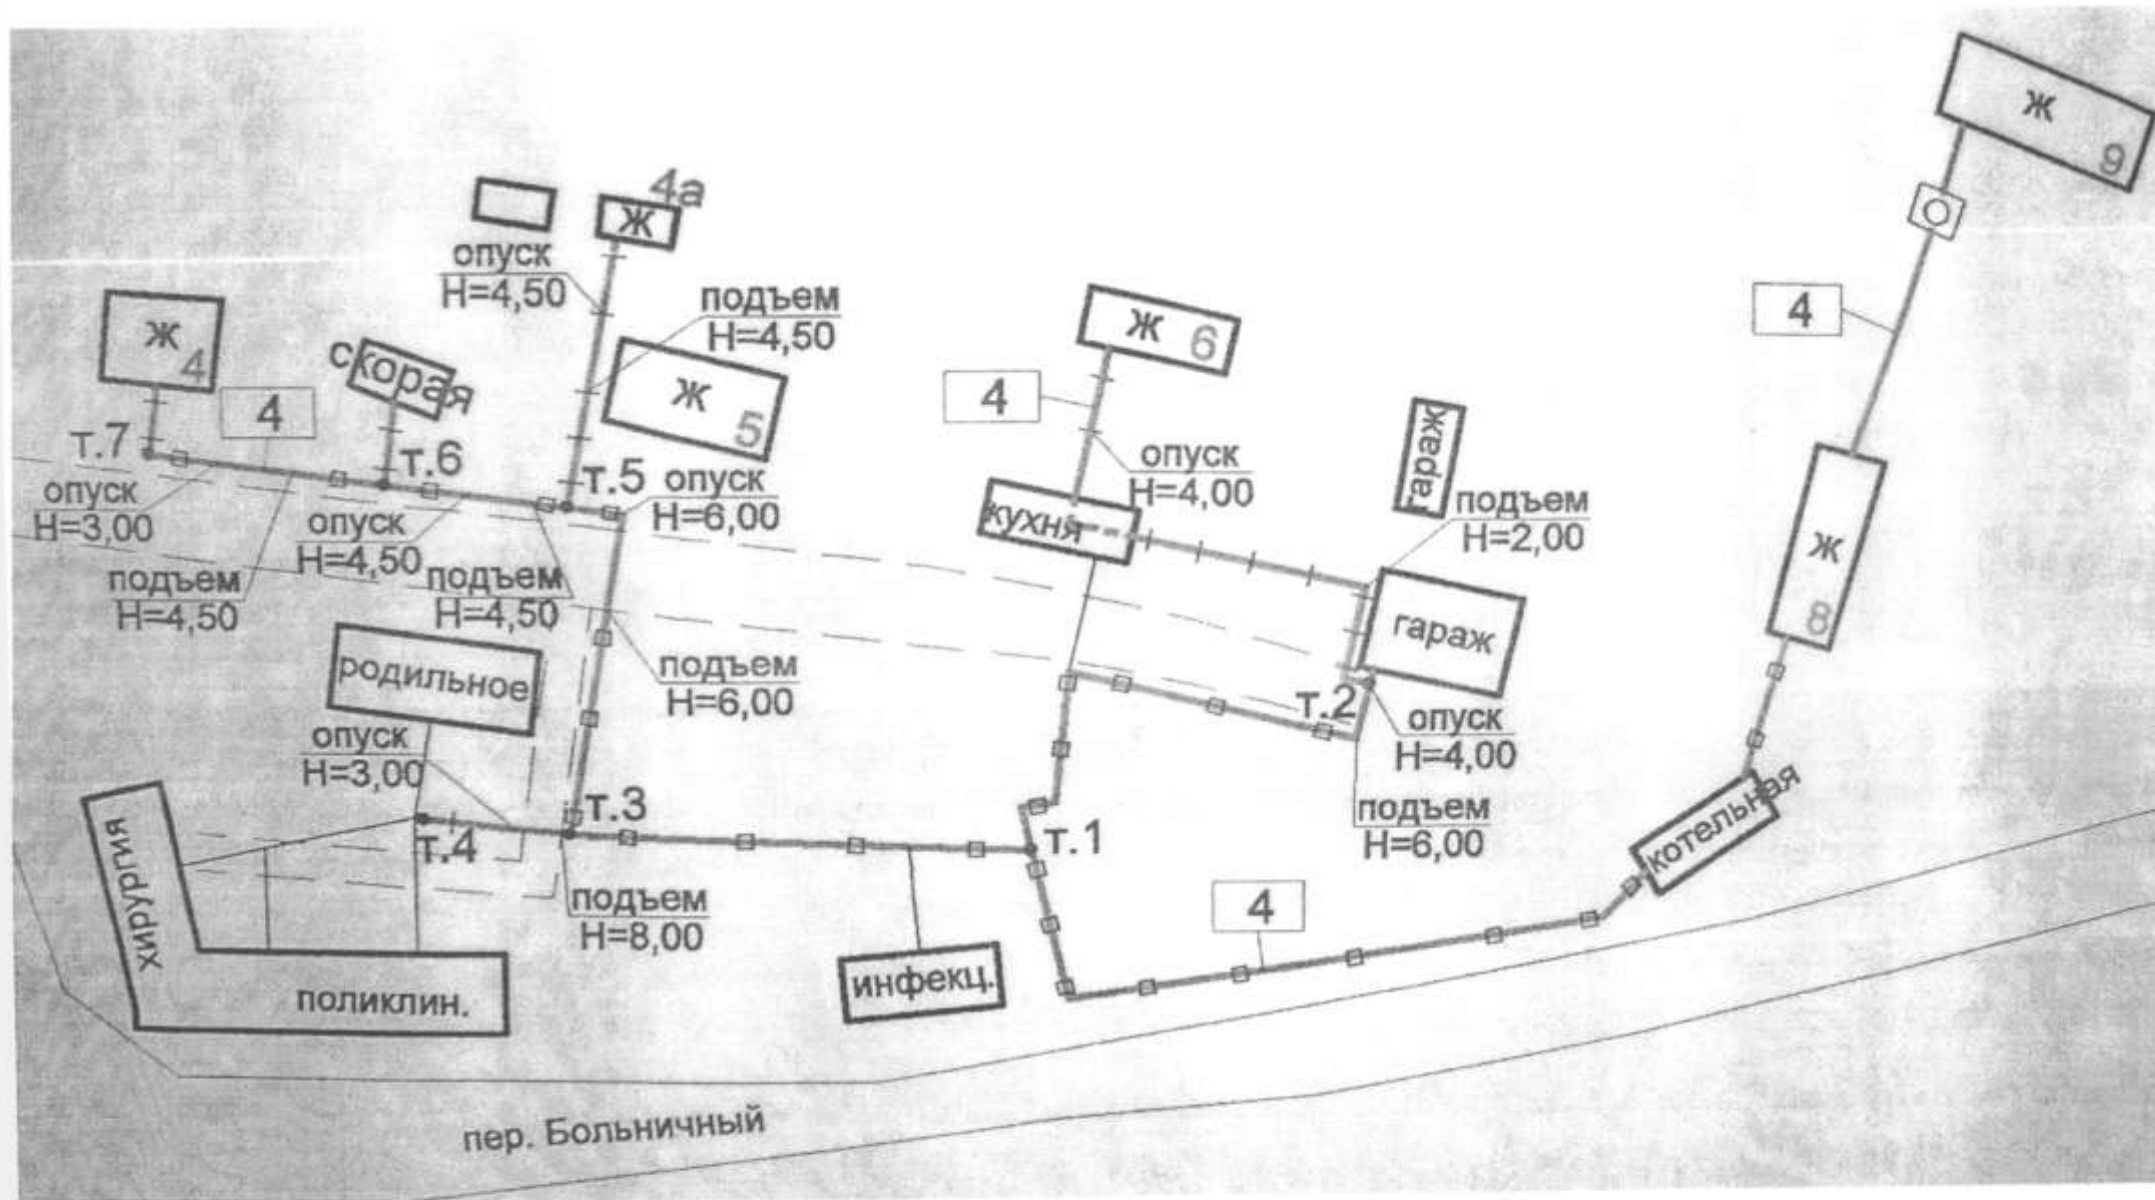 ж
9
4а
ж
опуск
Н=4,50
подъем
Н=4,50
4
ж
4
скорая
4
ж
5
ж
6
4
т.7
т.6
т.5
опуск
Н=6,00
опуск
Н=4,00
гараж
подъем
Н=2,00
опуск
Н=3,00
опуск
Н=4,50
подъем
Н=4,50
подъем
Н=4,50
кухня
ж
8
гараж
родильное
подъем
Н=6,00
т.2
опуск
Н=4,00
опуск
Н=3,00
т.3
т.4
т.1
подъем
Н=6,00
котельная
хирургия
подъем
Н=8,00
4
инфекц.
поликлин.
пер. Больничный